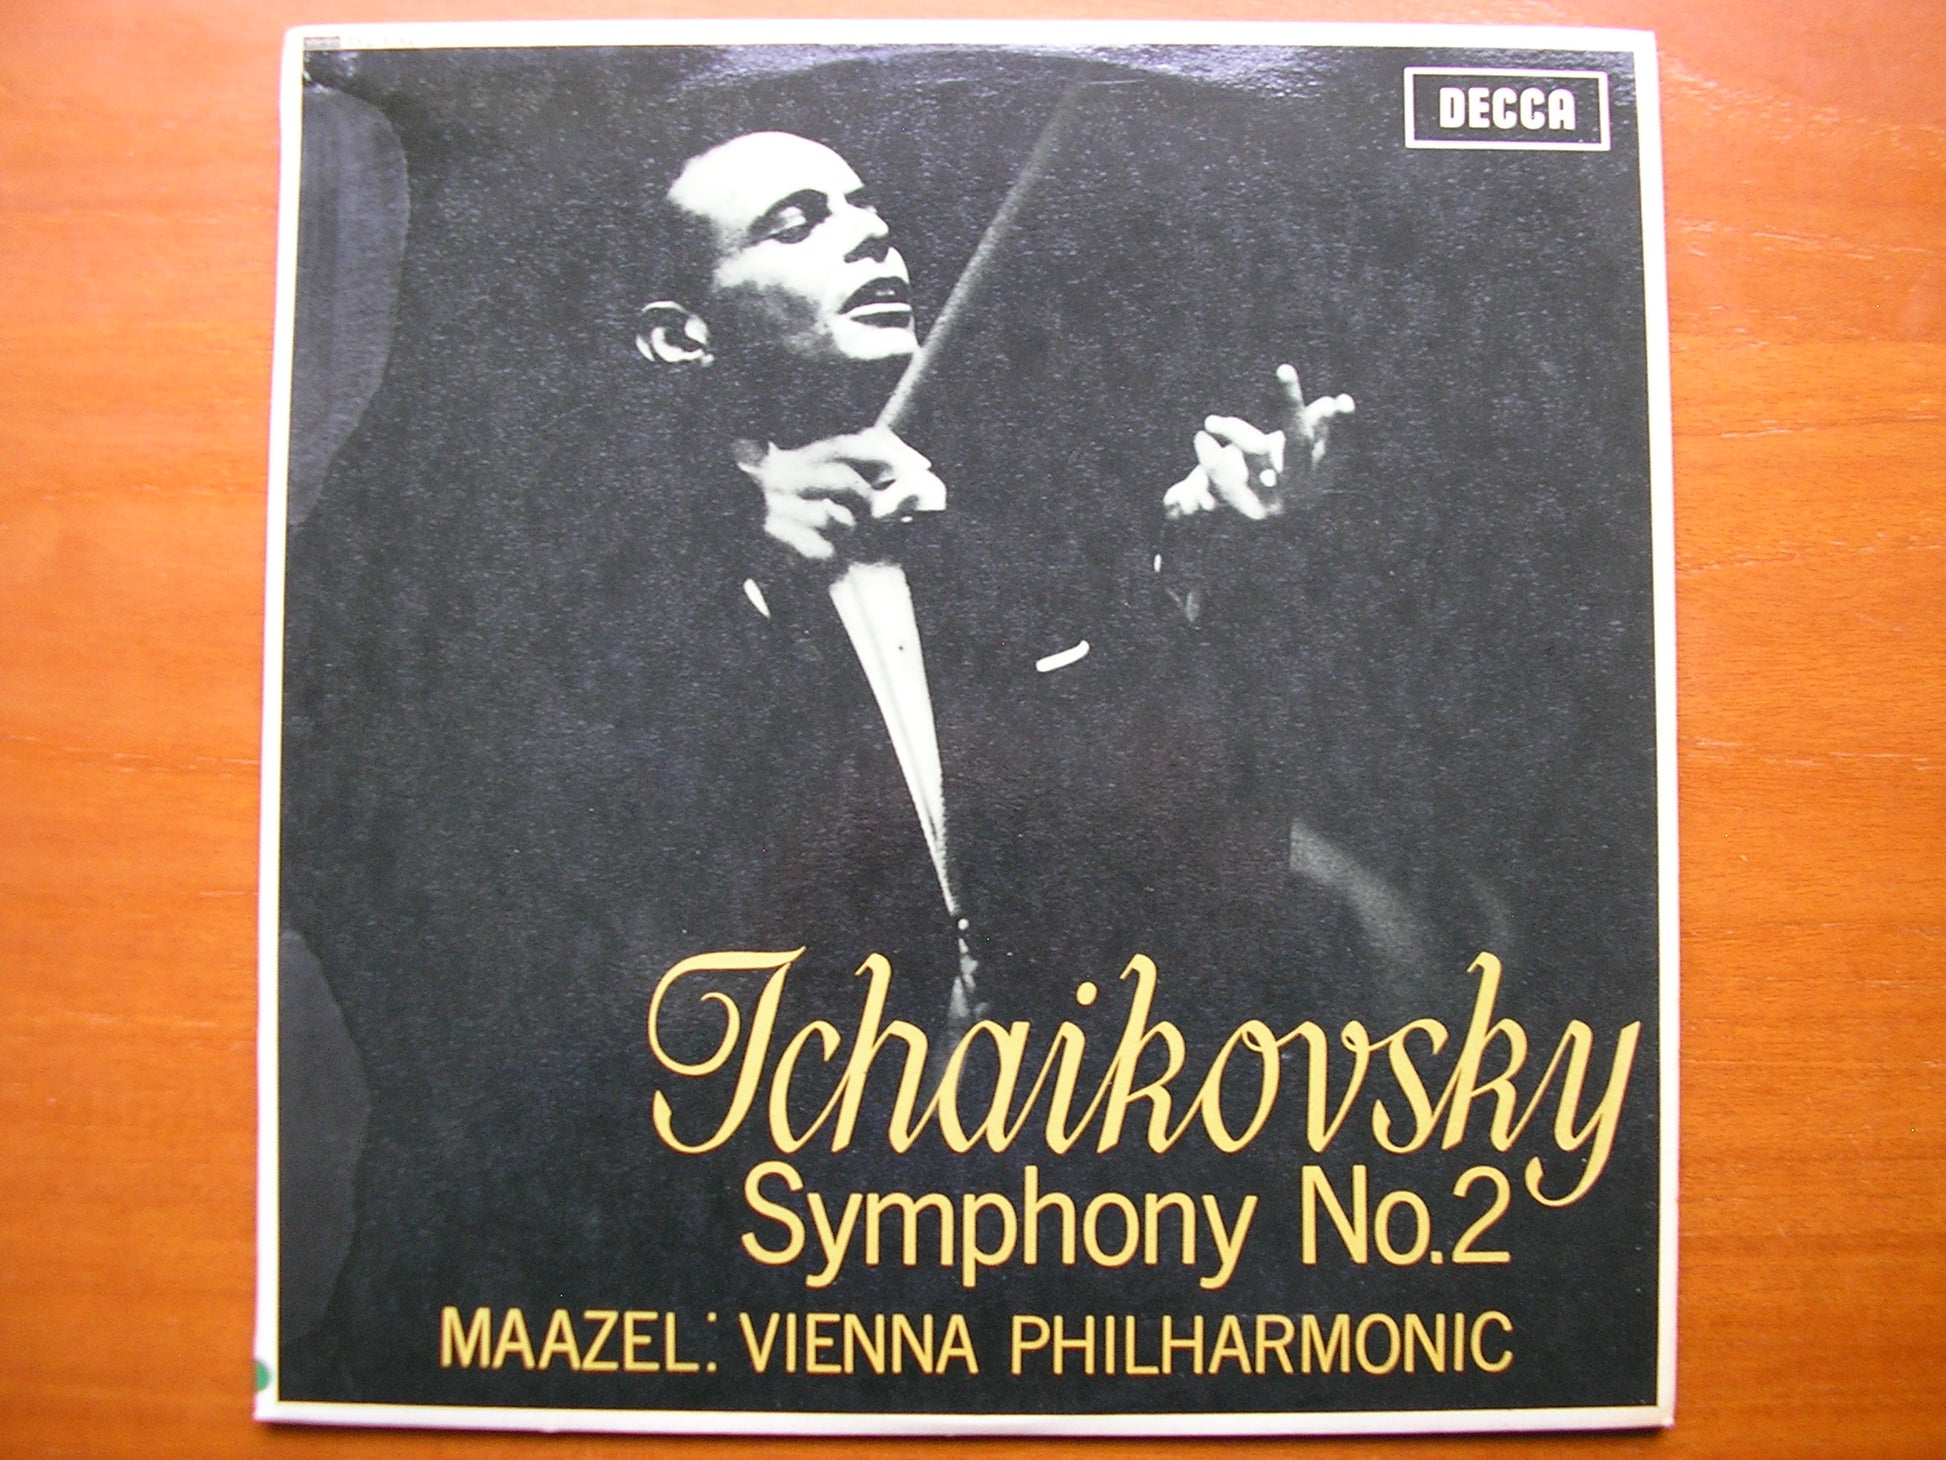 DECCA
Tchaikovsky
Symphony No.2
MAAZEL: VIENNA PHILHARMONIC